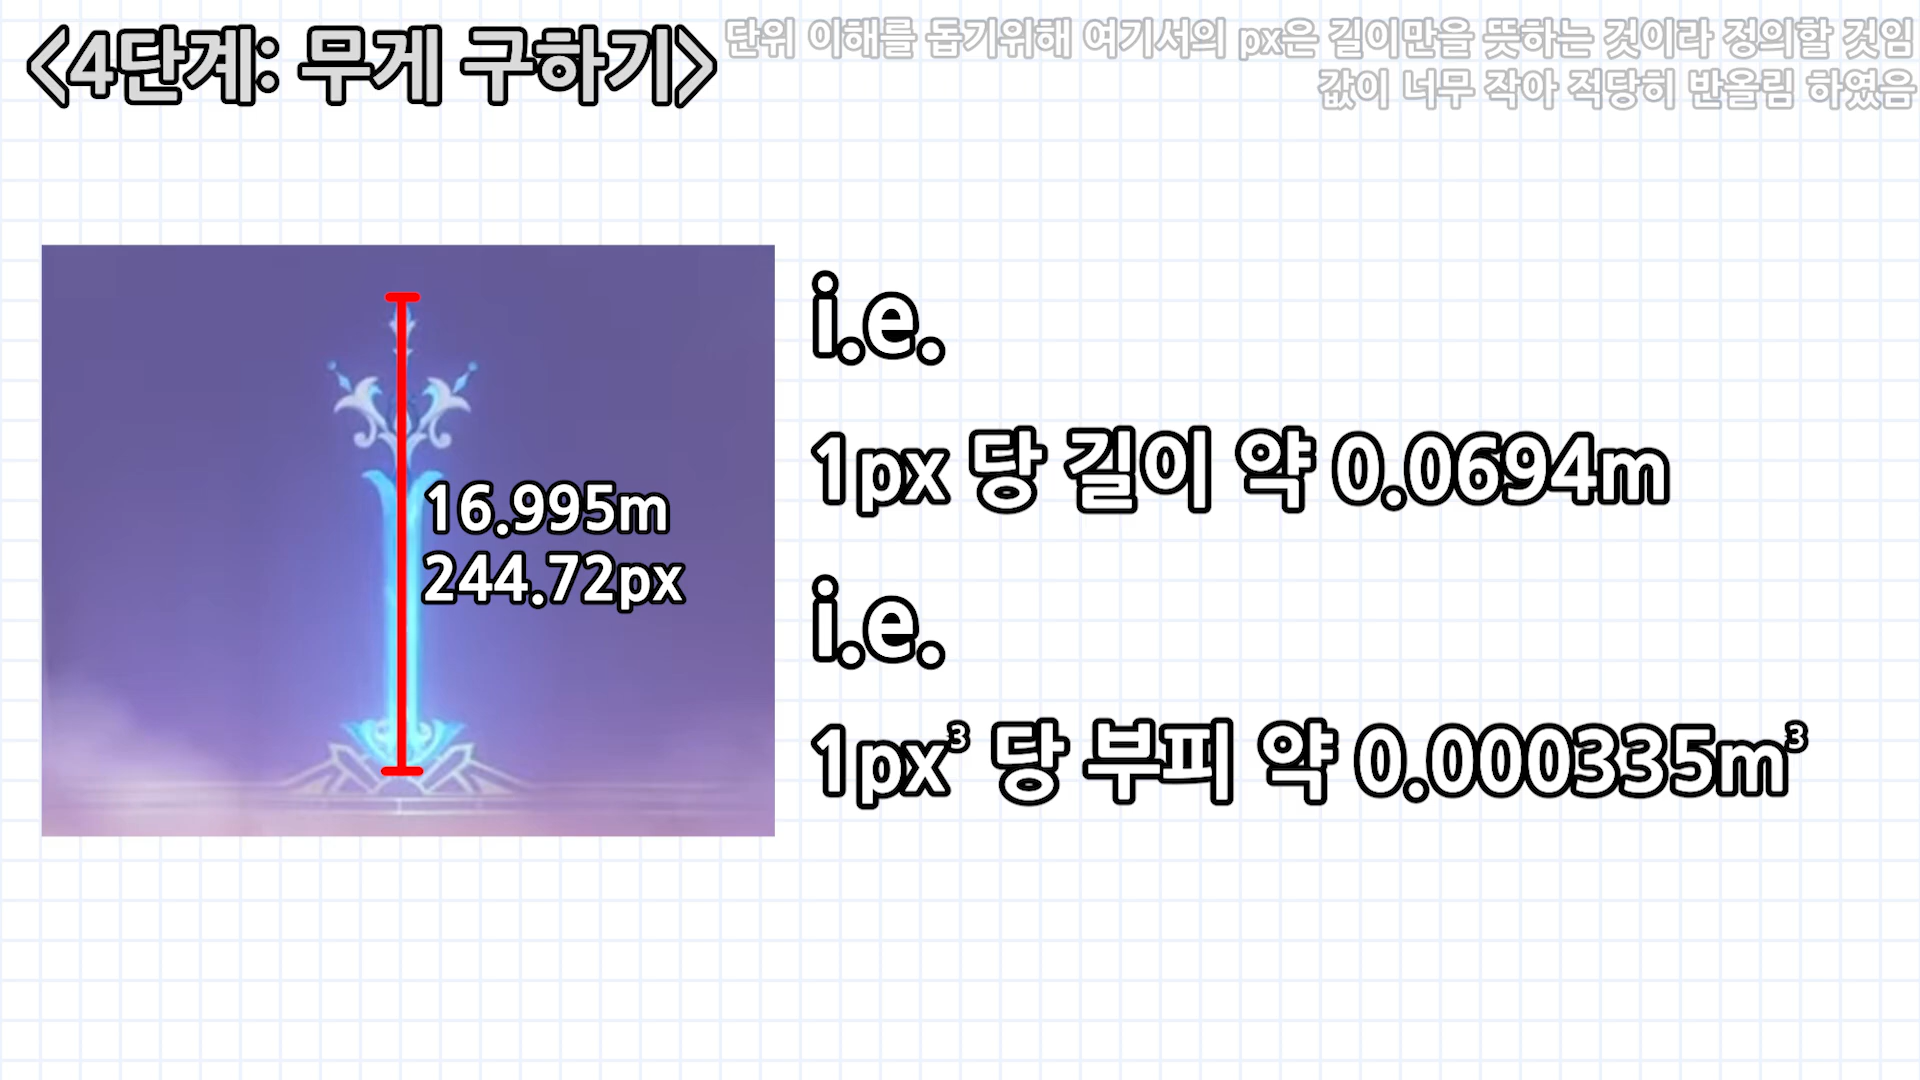 <4단계: 무게 구하기>
단위 이해를 돕기위해 여기서의 px은 길이만을 뜻하는 것이라 정의할 것임
값이 너무 작아 적당히 반올림 하였음
16.995m
244.72px
i.e.
1px 당 길이 약 0.0694m
i.e.
1px³ 당 부피 약 0.000335m³